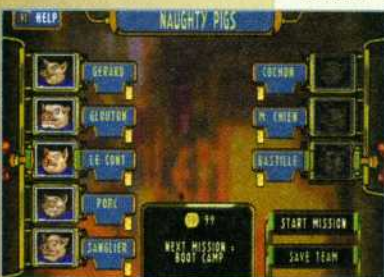 F1 HELP
NAUGHTY PIGS
GERARD
GLOUTON
LE CONT
PORC
SANGLIER
COCHON
M. CHIEN
BASTILLE
99
NEXT MISSION :
BOOT CAMP
START MISSION
SAVE TEAM